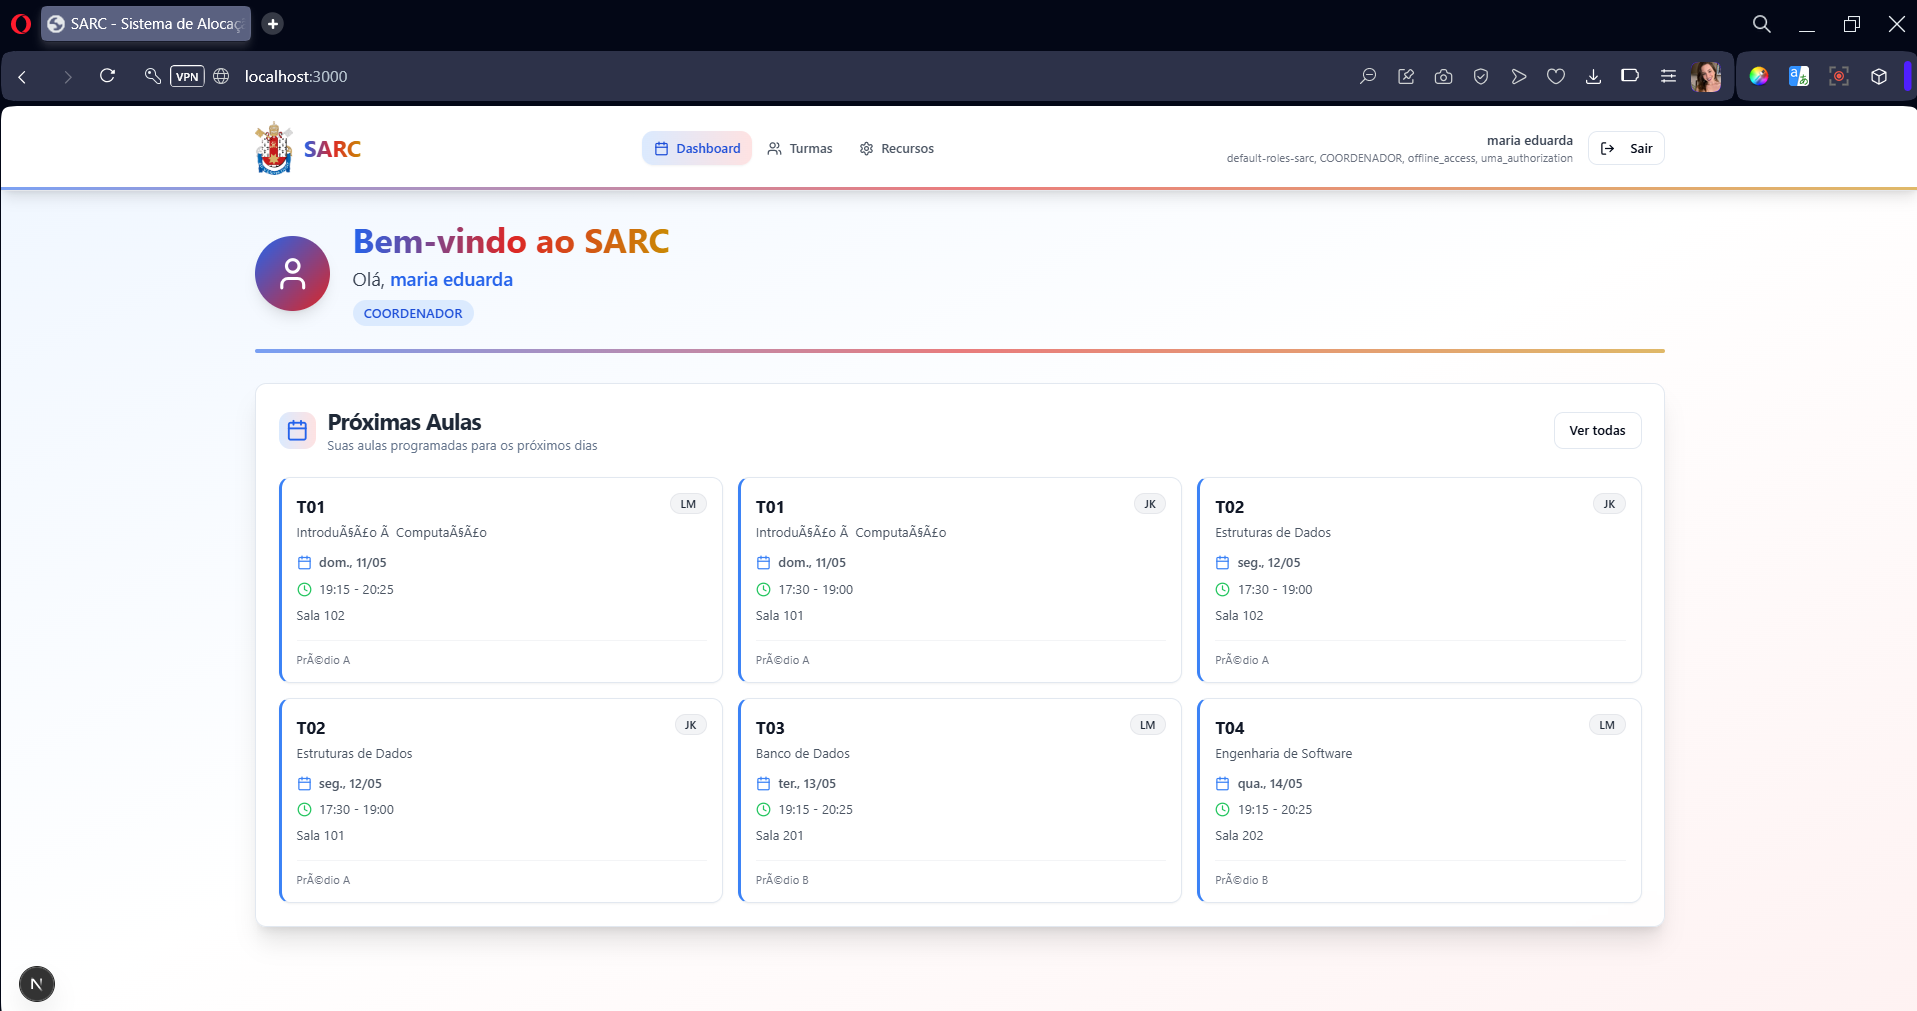 SARC - Sistema de Alocaç
VPN
localhost:3000
SARC
Dashboard
Turmas
Recursos
maria eduarda
default-roles-sarc, COORDENADOR, offline_access, uma_authorization
Sair
Bem-vindo ao SARC
Olá, maria eduarda
COORDENADOR
Próximas Aulas
Suas aulas programadas para os próximos dias
Ver todas
T01
LM
IntroduÃ§Ã£o Ã  ComputaÃ§Ã£o
dom., 11/05
19:15 - 20:25
Sala 102
PrÃ©dio A
T01
JK
IntroduÃ§Ã£o Ã  ComputaÃ§Ã£o
dom., 11/05
17:30 - 19:00
Sala 101
PrÃ©dio A
T02
JK
Estruturas de Dados
seg., 12/05
17:30 - 19:00
Sala 102
PrÃ©dio A
T02
JK
Estruturas de Dados
seg., 12/05
17:30 - 19:00
Sala 101
PrÃ©dio A
T03
LM
Banco de Dados
ter., 13/05
19:15 - 20:25
Sala 201
PrÃ©dio B
T04
LM
Engenharia de Software
qua., 14/05
19:15 - 20:25
Sala 202
PrÃ©dio B
N